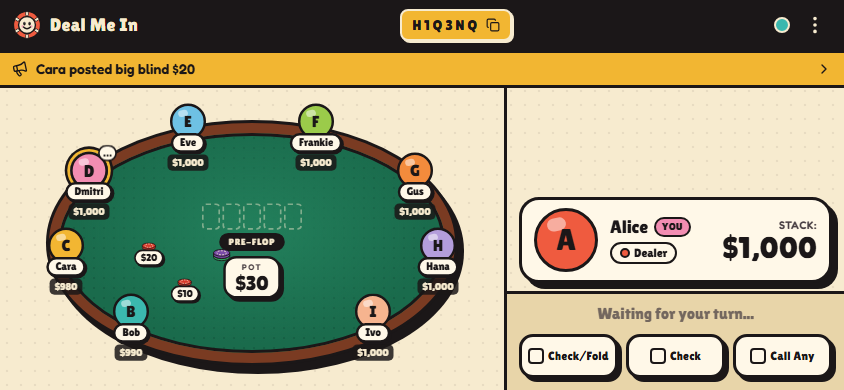 Deal Me In
H1Q3NQ
Cara posted big blind $20
E
Eve
$1,000
F
Frankie
$1,000
...
D
Dmitri
$1,000
G
Gus
$1,000
C
Cara
$980
$20
PRE-FLOP
POT
$30
$10
H
Hana
$1,000
B
Bob
$990
I
Ivo
$1,000
A
Alice YOU
Dealer
STACK:
$1,000
Waiting for your turn...
Check/Fold
Check
Call Any